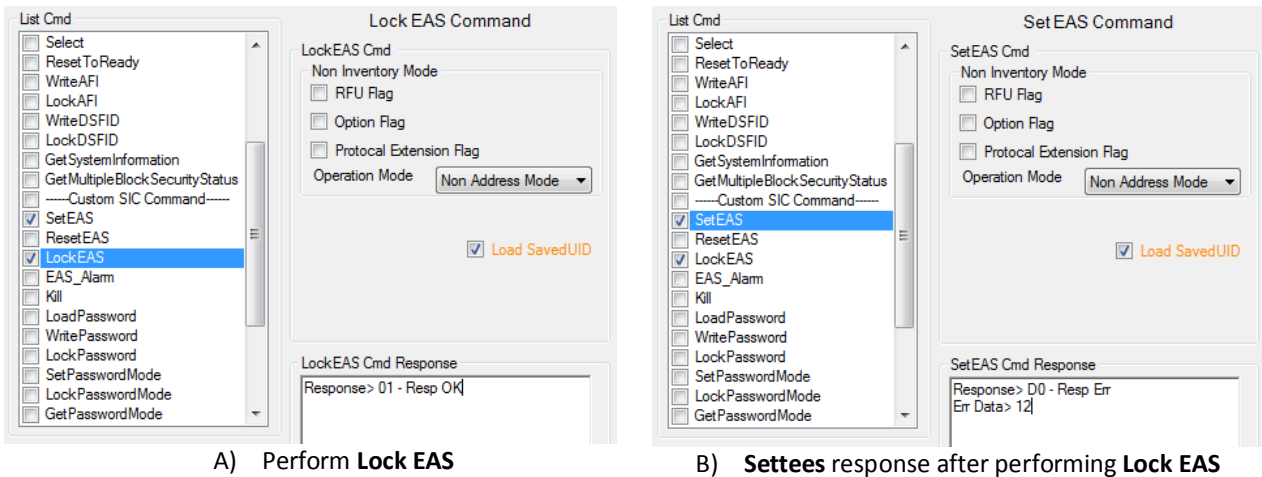 List Cmd
Select
ResetToReady
WriteAFI
LockAFI
WriteDSFID
LockDSFID
GetSystemInformation
GetMultipleBlockSecurityStatus
------Custom SIC Command------
SetEAS
ResetEAS
LockEAS
EAS_Alarm
Kill
LoadPassword
WritePassword
LockPassword
SetPasswordMode
LockPasswordMode
GetPasswordMode
Lock EAS Command
LockEAS Cmd
Non Inventory Mode
RFU Flag
Option Flag
Protocal Extension Flag
Operation Mode Non Address Mode
Load SavedUID
LockEAS Cmd Response
Response> 01 - Resp OK
A) Perform Lock EAS
List Cmd
Select
ResetToReady
WriteAFI
LockAFI
WriteDSFID
LockDSFID
GetSystemInformation
GetMultipleBlockSecurityStatus
------Custom SIC Command------
SetEAS
ResetEAS
LockEAS
EAS_Alarm
Kill
LoadPassword
WritePassword
LockPassword
SetPasswordMode
LockPasswordMode
GetPasswordMode
Set EAS Command
SetEAS Cmd
Non Inventory Mode
RFU Flag
Option Flag
Protocal Extension Flag
Operation Mode Non Address Mode
Load SavedUID
SetEAS Cmd Response
Response> D0 - Resp Err
Err Data> 12
B) Settees response after performing Lock EAS